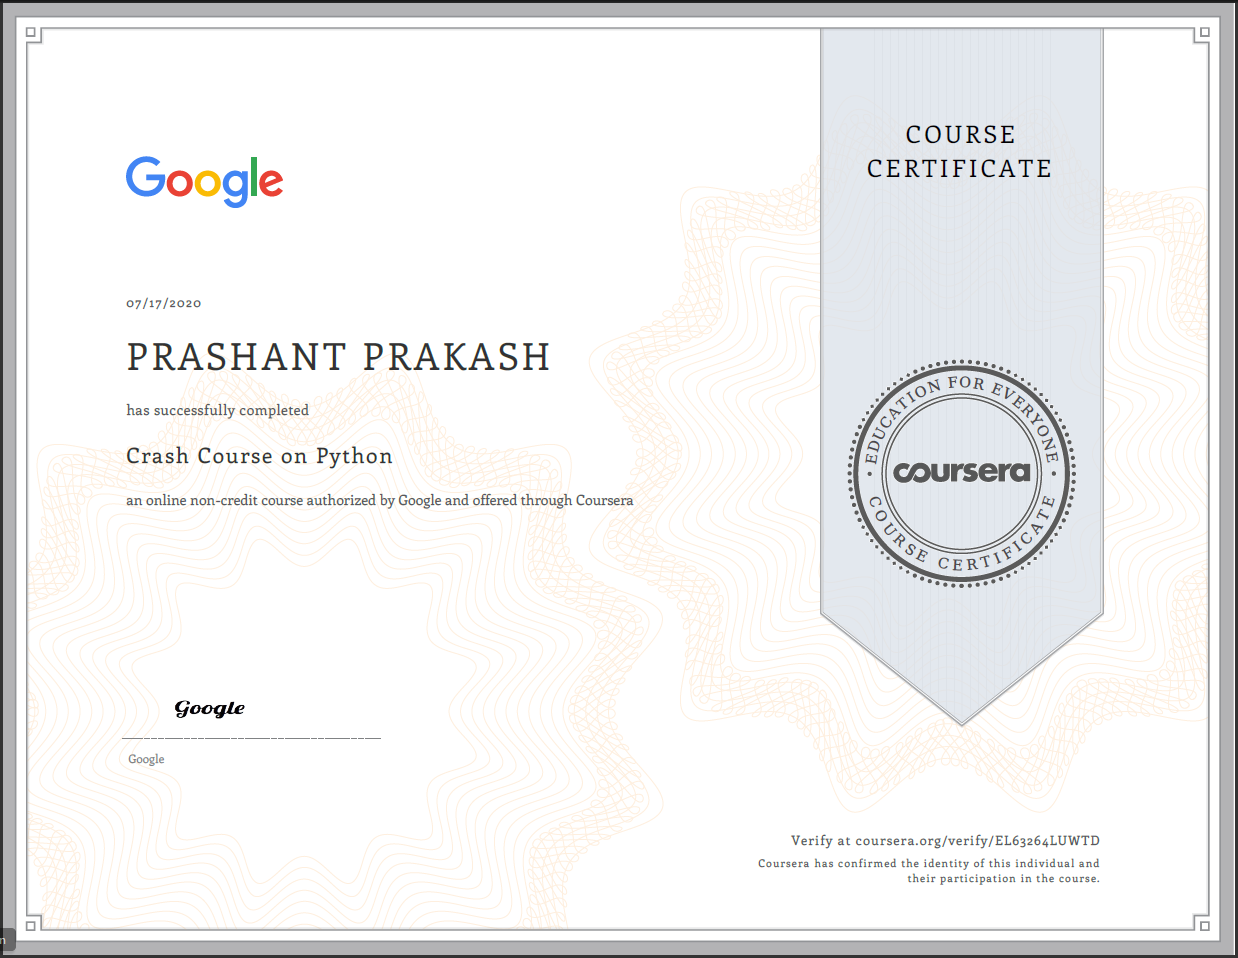 Google
07/17/2020
PRASHANT PRAKASH
has successfully completed
Crash Course on Python
an online non-credit course authorized by Google and offered through Coursera
Google
Google
COURSE
CERTIFICATE
EDUCATION FOR EVERYONE
coursera
COURSE CERTIFICATE
Verify at coursera.org/verify/EL63264LUWTD
Coursera has confirmed the identity of this individual and
their participation in the course.
n